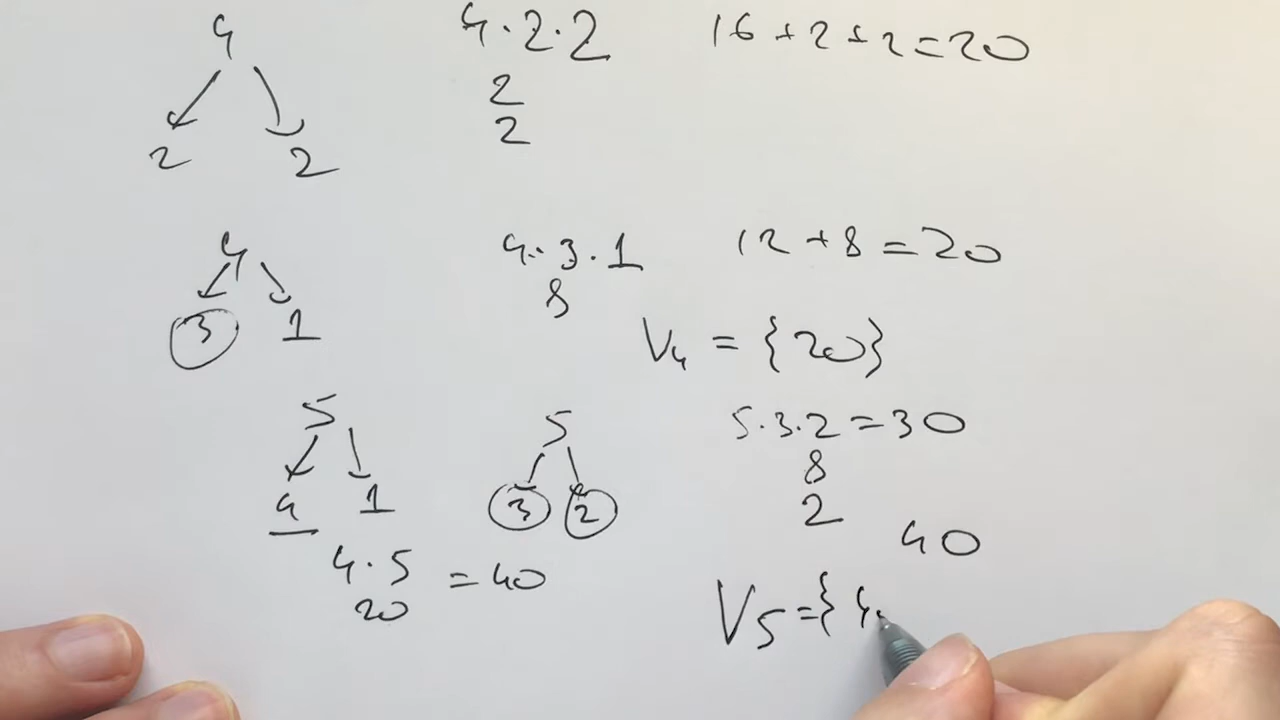 4 4·2·2 16+2+2=20
2
2 2 2
4 4·3·1 12+8=20
3 1 8
V4 = {20}
5 5 5·3·2=30
8
4 1 3 2 2
40
4·5 =40
20 V5={4